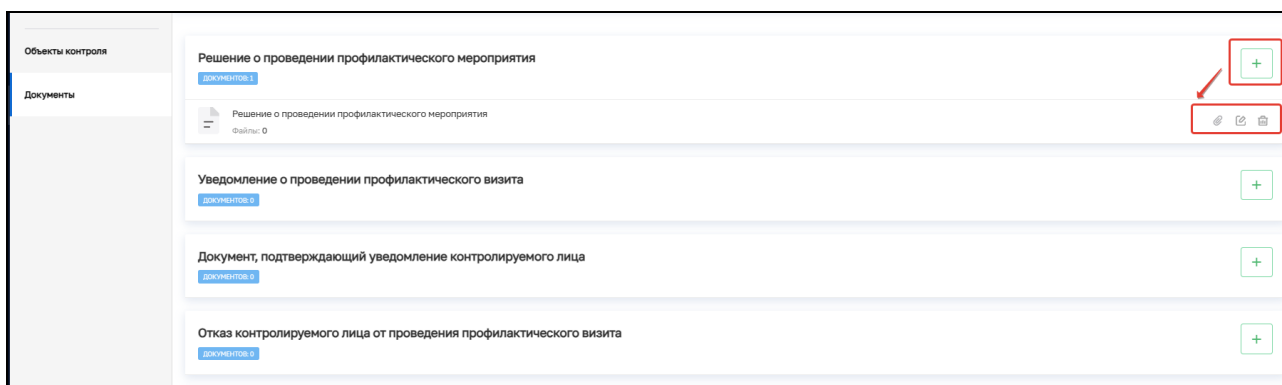 Объекты контроля
Документы
Решение о проведении профилактического мероприятия
ДОКУМЕНТОВ: 1
Решение о проведении профилактического мероприятия
Файлы: 0
Уведомление о проведении профилактического визита
ДОКУМЕНТОВ: 0
Документ, подтверждающий уведомление контролируемого лица
ДОКУМЕНТОВ: 0
Отказ контролируемого лица от проведения профилактического визита
ДОКУМЕНТОВ: 0